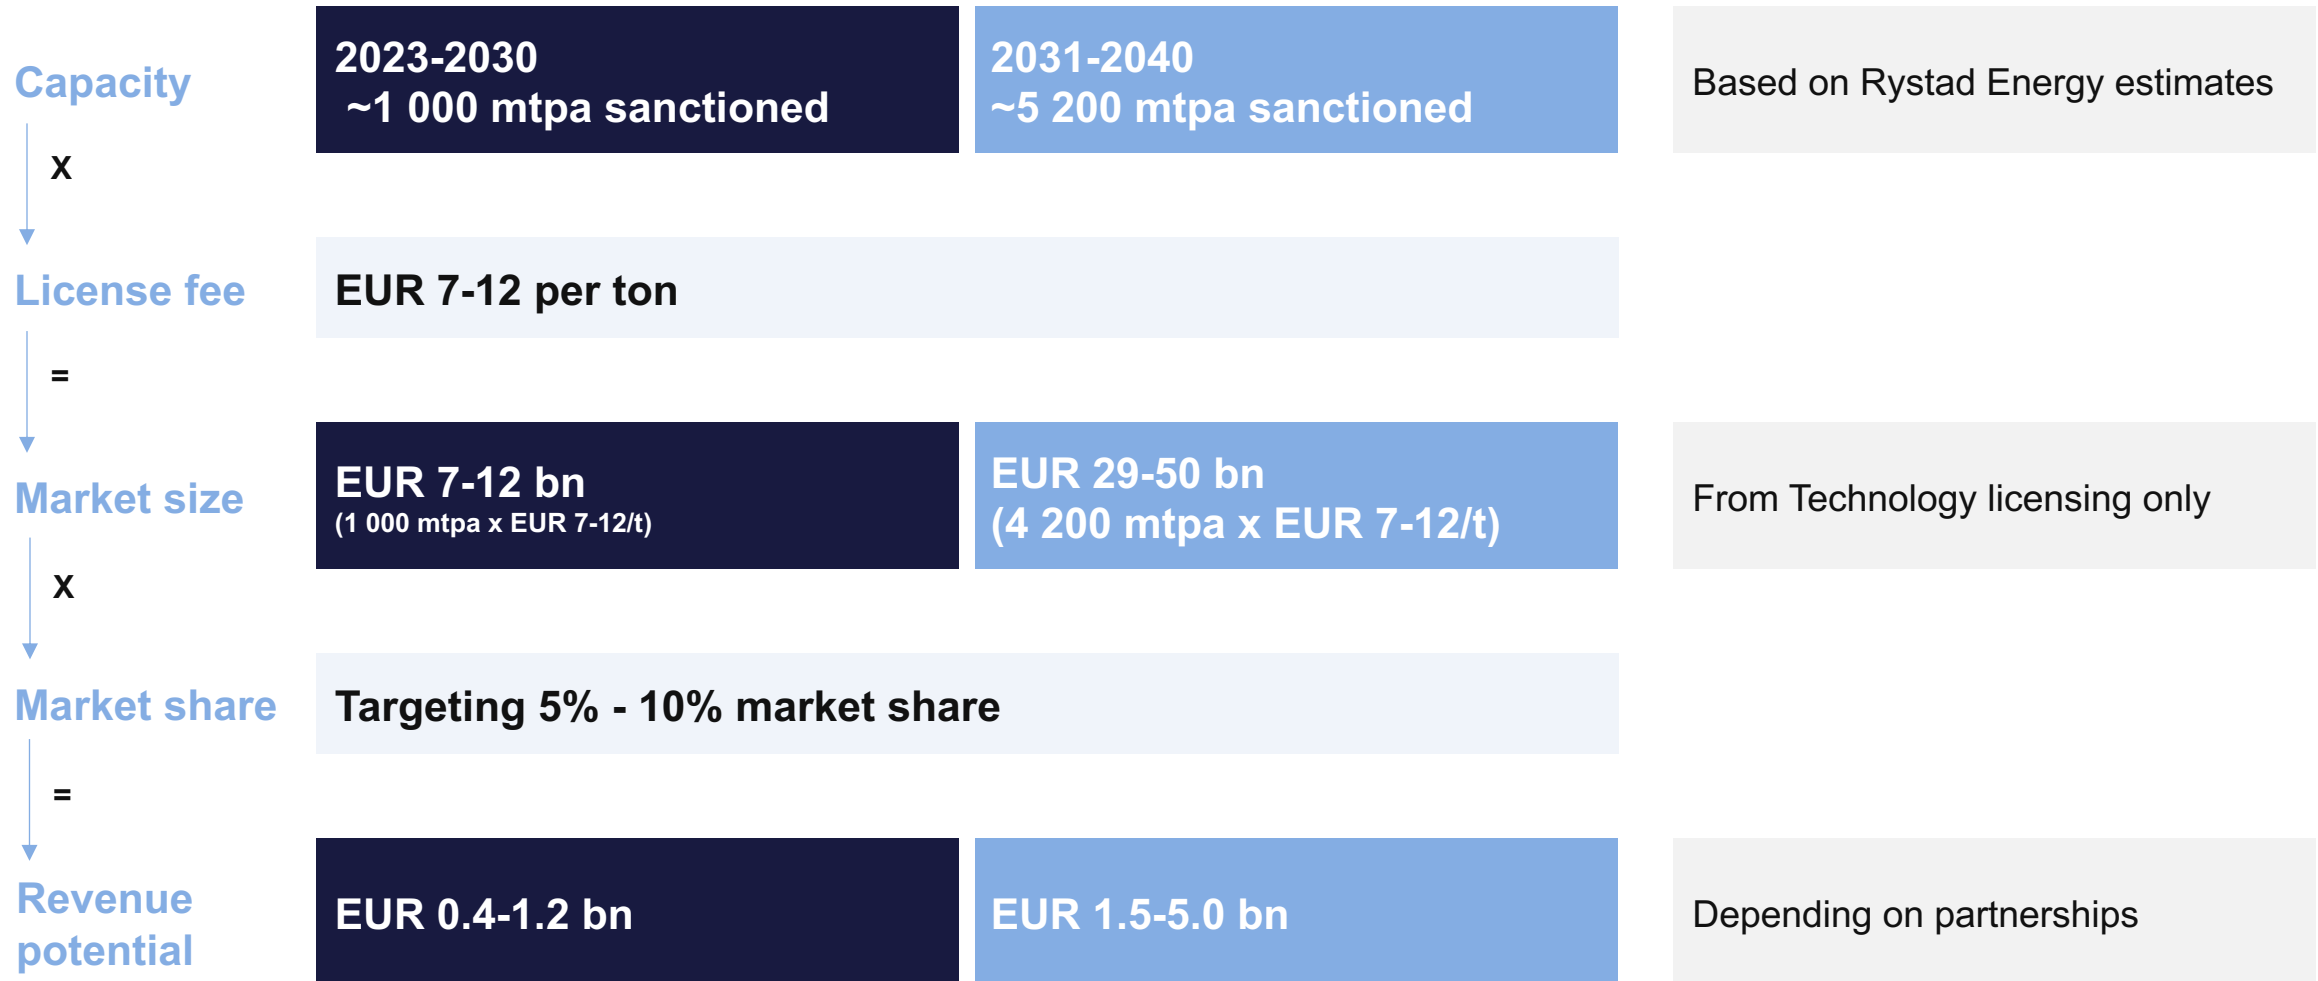 Capacity
2023-2030
~1 000 mtpa sanctioned
2031-2040
~5 200 mtpa sanctioned
Based on Rystad Energy estimates
X
License fee
EUR 7-12 per ton
=
Market size
EUR 7-12 bn
(1 000 mtpa x EUR 7-12/t)
EUR 29-50 bn
(4 200 mtpa x EUR 7-12/t)
From Technology licensing only
X
Market share
Targeting 5% - 10% market share
=
Revenue
potential
EUR 0.4-1.2 bn
EUR 1.5-5.0 bn
Depending on partnerships